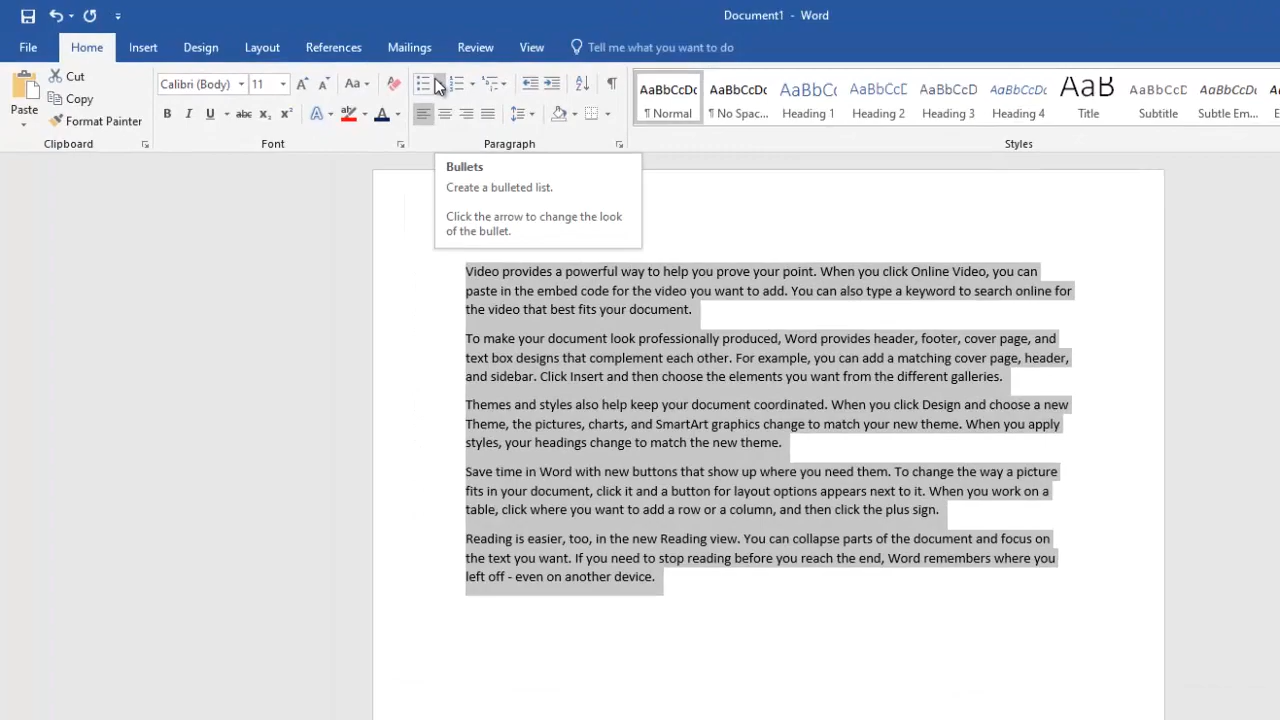 Document1 - Word
File Home Insert Design Layout References Mailings Review View Tell me what you want to do
Cut
Copy
Format Painter
Paste
Clipboard
Calibri (Body) 11
Aa
B I U abc x₂ x²
A A
Font
Paragraph
AaBbCcDc AaBbCcDc AaBbCc AaBbCcD AaBbCcD AaBbCcD AaB AaBbCcD AaBbCcD
¶ Normal ¶ No Spac... Heading 1 Heading 2 Heading 3 Heading 4 Title Subtitle Subtle Em...
Styles
Bullets
Create a bulleted list.
Click the arrow to change the look
of the bullet.
Video provides a powerful way to help you prove your point. When you click Online Video, you can
paste in the embed code for the video you want to add. You can also type a keyword to search online for
the video that best fits your document.
To make your document look professionally produced, Word provides header, footer, cover page, and
text box designs that complement each other. For example, you can add a matching cover page, header,
and sidebar. Click Insert and then choose the elements you want from the different galleries.
Themes and styles also help keep your document coordinated. When you click Design and choose a new
Theme, the pictures, charts, and SmartArt graphics change to match your new theme. When you apply
styles, your headings change to match the new theme.
Save time in Word with new buttons that show up where you need them. To change the way a picture
fits in your document, click it and a button for layout options appears next to it. When you work on a
table, click where you want to add a row or a column, and then click the plus sign.
Reading is easier, too, in the new Reading view. You can collapse parts of the document and focus on
the text you want. If you need to stop reading before you reach the end, Word remembers where you
left off - even on another device.